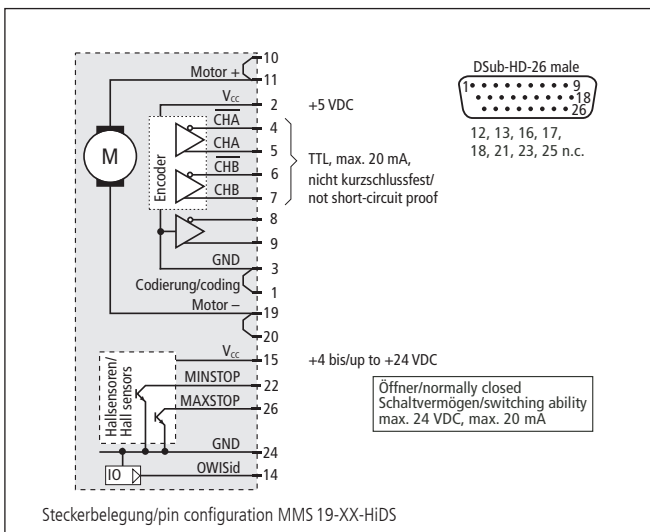 10
Motor + 11
VCC 2 +5 VDC
CHA 4
CHA 5
CHB 6
CHB 7
TTL, max. 20 mA,
nicht kurzschlussfest/
not short-circuit proof
Encoder
M
8
9
GND 3
Codierung/coding 1
Motor – 19
20
VCC 15 +4 bis/up to +24 VDC
MINSTOP 22
MAXSTOP 26
Hallsensoren/
Hall sensors
GND 24
OWISid 14
IO
DSub-HD-26 male
1 9
18
26
12, 13, 16, 17,
18, 21, 23, 25 n.c.
Öffner/normally closed
Schaltvermögen/switching ability
max. 24 VDC, max. 20 mA
Steckerbelegung/pin configuration MMS 19-XX-HiDS